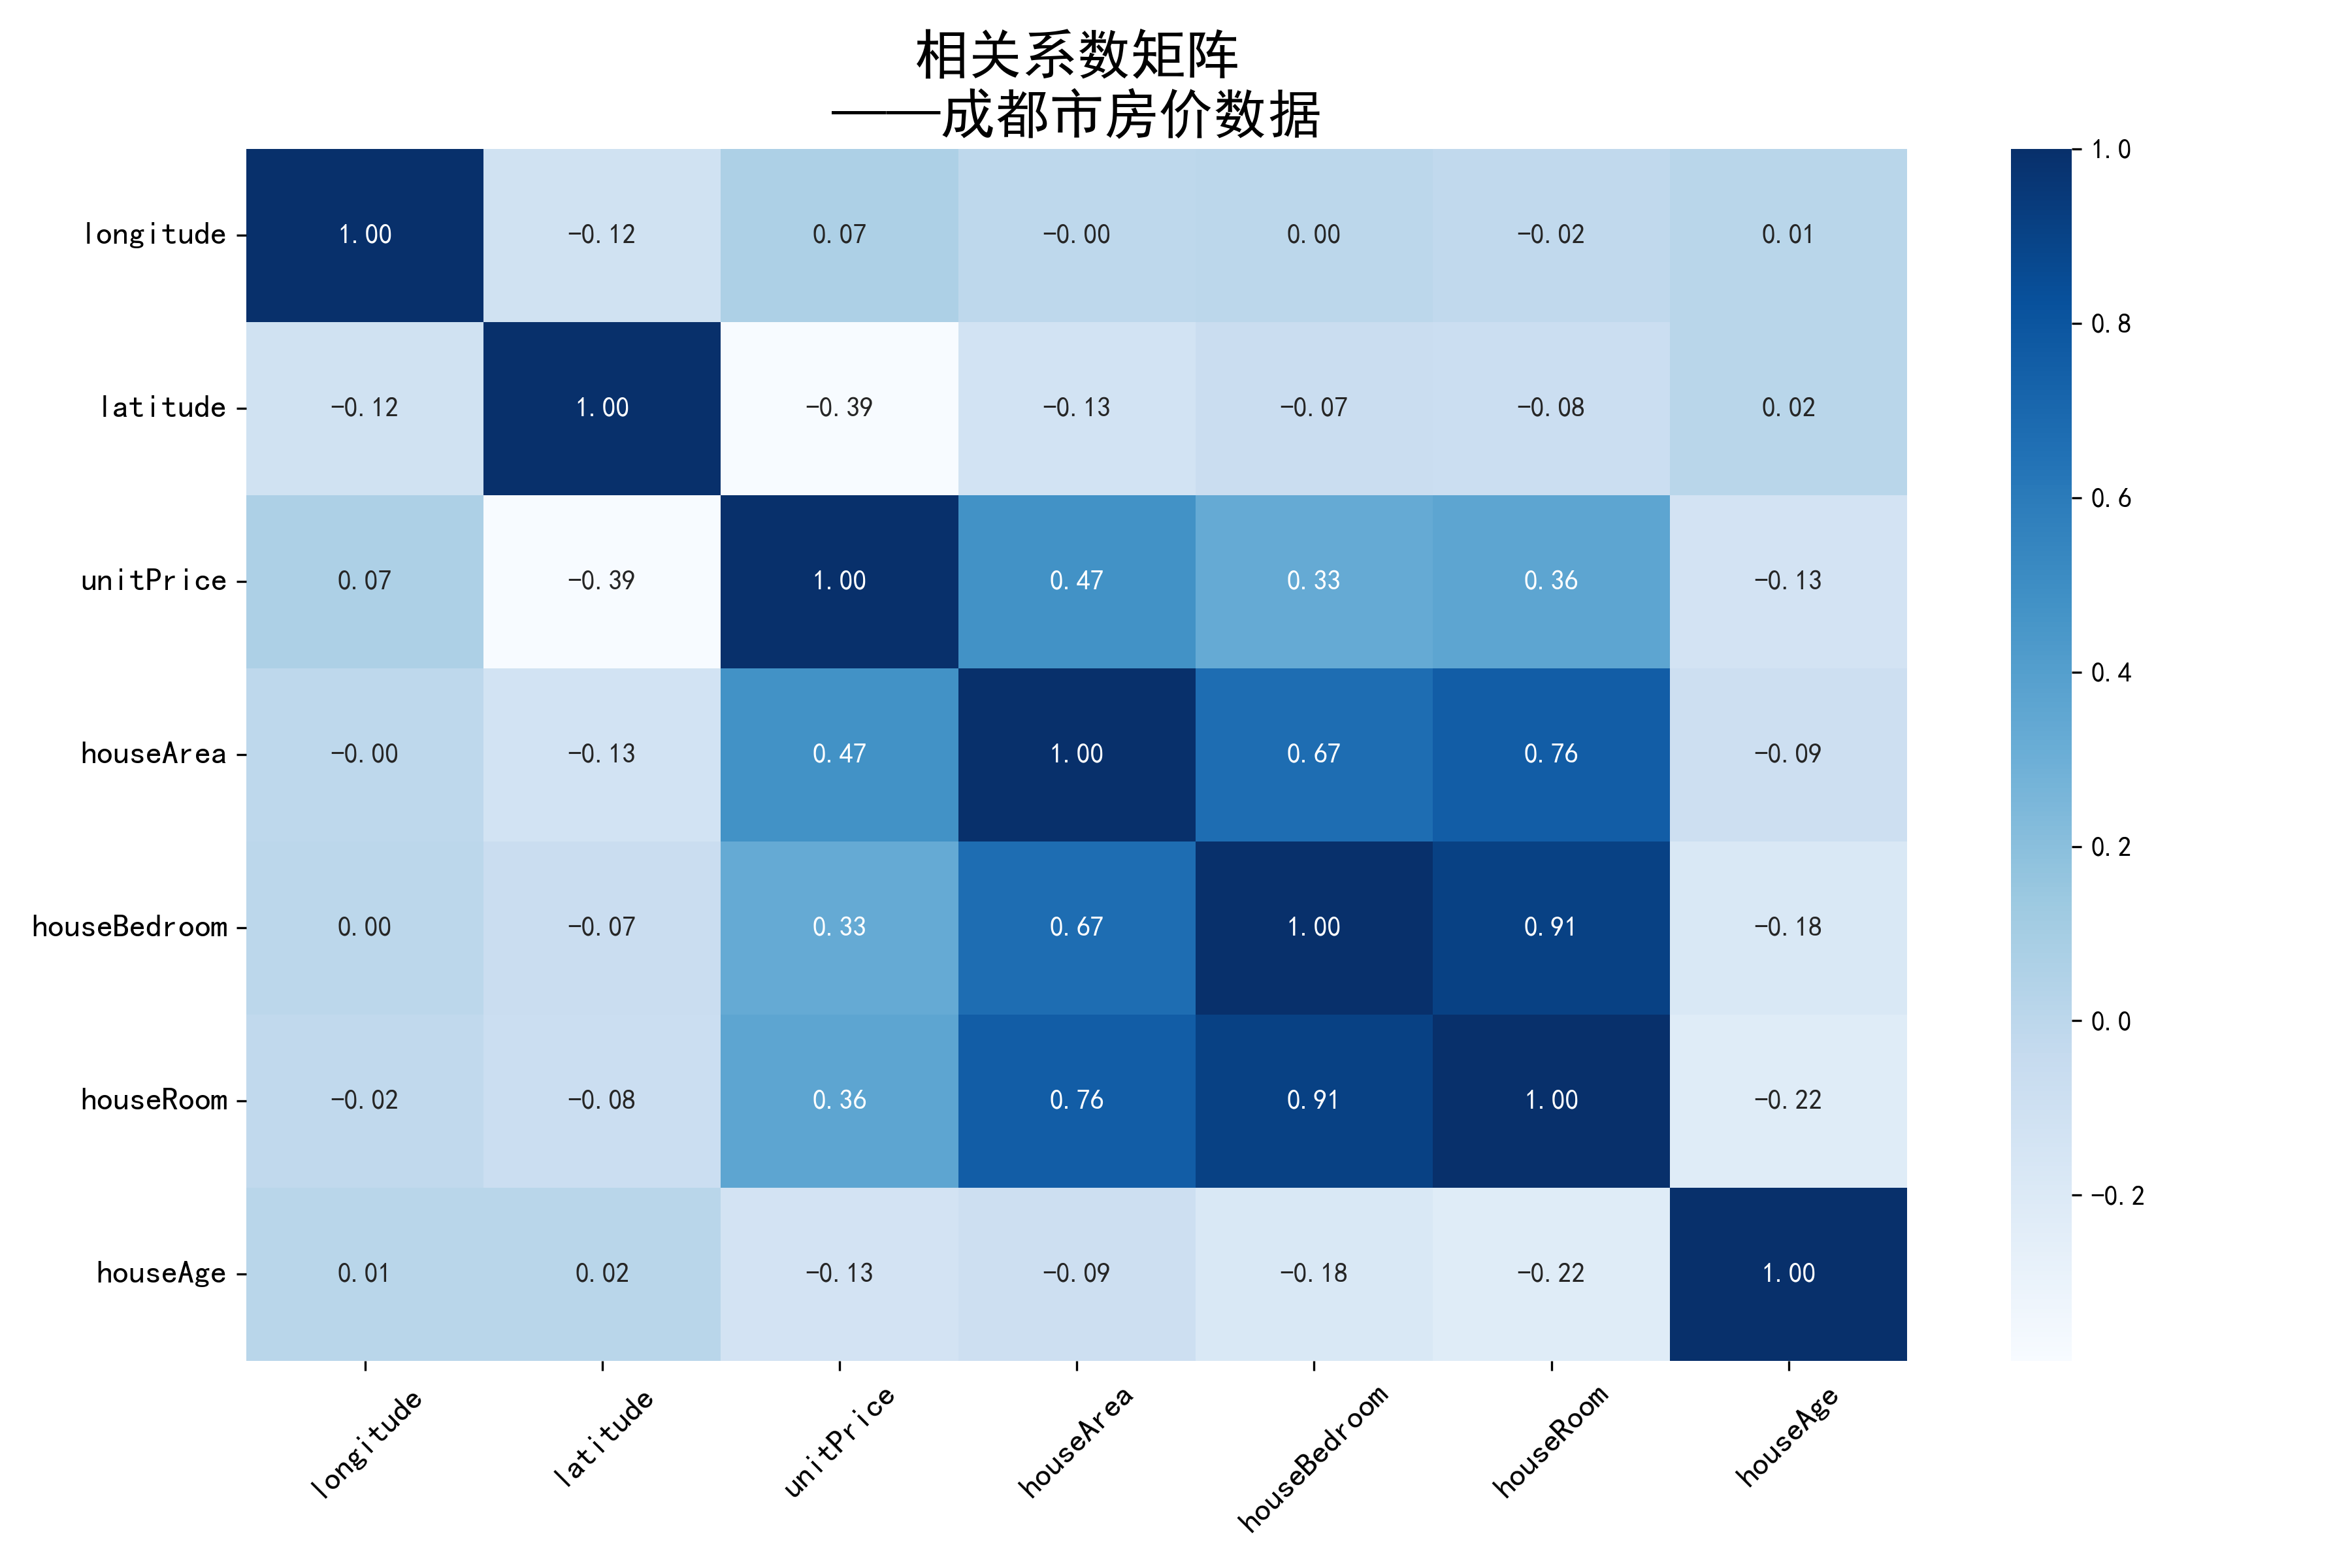 相关系数矩阵
——成都市房价数据
longitude 1.00 -0.12 0.07 -0.00 0.00 -0.02 0.01
latitude -0.12 1.00 -0.39 -0.13 -0.07 -0.08 0.02
unitPrice 0.07 -0.39 1.00 0.47 0.33 0.36 -0.13
houseArea -0.00 -0.13 0.47 1.00 0.67 0.76 -0.09
houseBedroom 0.00 -0.07 0.33 0.67 1.00 0.91 -0.18
houseRoom -0.02 -0.08 0.36 0.76 0.91 1.00 -0.22
houseAge 0.01 0.02 -0.13 -0.09 -0.18 -0.22 1.00
longitude latitude unitPrice houseArea houseBedroom houseRoom houseAge
1.0
0.8
0.6
0.4
0.2
0.0
-0.2